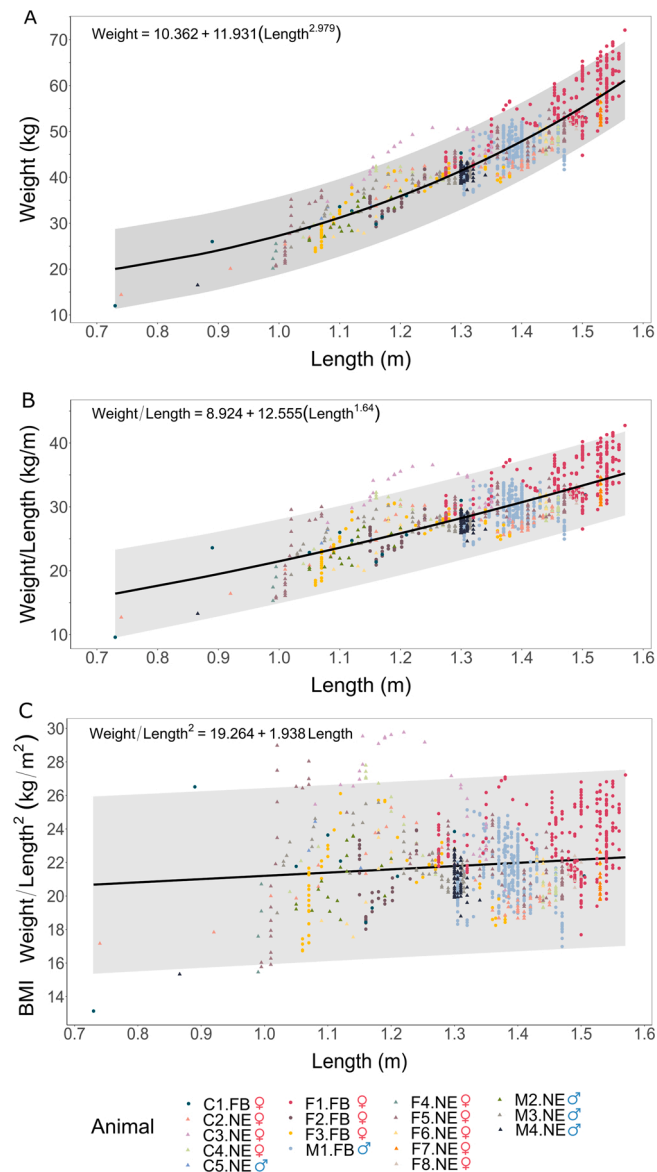 A
Weight = 10.362 + 11.931(Length^2.979)
70
60
50
40
30
20
10
Weight (kg)
0.7 0.8 0.9 1.0 1.1 1.2 1.3 1.4 1.5 1.6
Length (m)
B
Weight/Length = 8.924 + 12.555(Length^1.64)
40
30
20
10
Weight/Length (kg/m)
0.7 0.8 0.9 1.0 1.1 1.2 1.3 1.4 1.5 1.6
Length (m)
C
Weight/Length² = 19.264 + 1.938 Length
30
28
26
24
22
20
18
16
14
BMI Weight/Length² (kg/m²)
0.7 0.8 0.9 1.0 1.1 1.2 1.3 1.4 1.5 1.6
Length (m)
Animal
C1.FB ♀
C2.NE ♀
C3.NE ♀
C4.NE ♀
C5.NE ♂
F1.FB ♀
F2.FB ♀
F3.FB ♀
M1.FB ♂
F4.NE ♀
F5.NE ♀
F6.NE ♀
F7.NE ♀
F8.NE ♀
M2.NE ♂
M3.NE ♂
M4.NE ♂